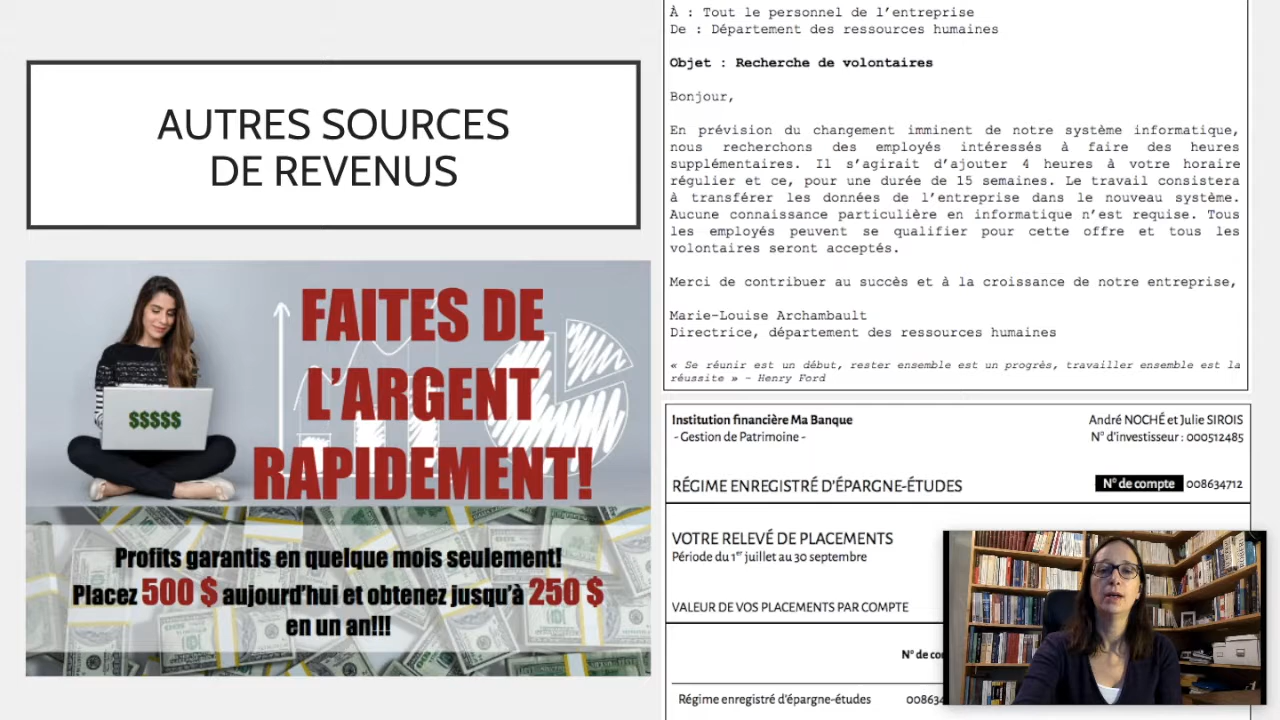 AUTRES SOURCES
DE REVENUS
$$$$$
FAITES DE
L'ARGENT
RAPIDEMENT!
Profits garantis en quelque mois seulement!
Placez 500 $ aujourd'hui et obtenez jusqu'à 250 $
en un an!!!
À : Tout le personnel de l'entreprise
De : Département des ressources humaines
Objet : Recherche de volontaires
Bonjour,
En prévision du changement imminent de notre système informatique,
nous recherchons des employés intéressés à faire des heures
supplémentaires. Il s'agirait d'ajouter 4 heures à votre horaire
régulier et ce, pour une durée de 15 semaines. Le travail consistera
à transférer les données de l'entreprise dans le nouveau système.
Aucune connaissance particulière en informatique n'est requise. Tous
les employés peuvent se qualifier pour cette offre et tous les
volontaires seront acceptés.
Merci de contribuer au succès et à la croissance de notre entreprise,
Marie-Louise Archambault
Directrice, département des ressources humaines
« Se réunir est un début, rester ensemble est un progrès, travailler ensemble est la
réussite » - Henry Ford
Institution financière Ma Banque
- Gestion de Patrimoine -
André NOCHÉ et Julie SIROIS
N° d'investisseur : 000512485
RÉGIME ENREGISTRÉ D'ÉPARGNE-ÉTUDES
N° de compte 008634712
VOTRE RELEVÉ DE PLACEMENTS
Période du 1er juillet au 30 septembre
VALEUR DE VOS PLACEMENTS PAR COMPTE
N° de
Régime enregistré d'épargne-études